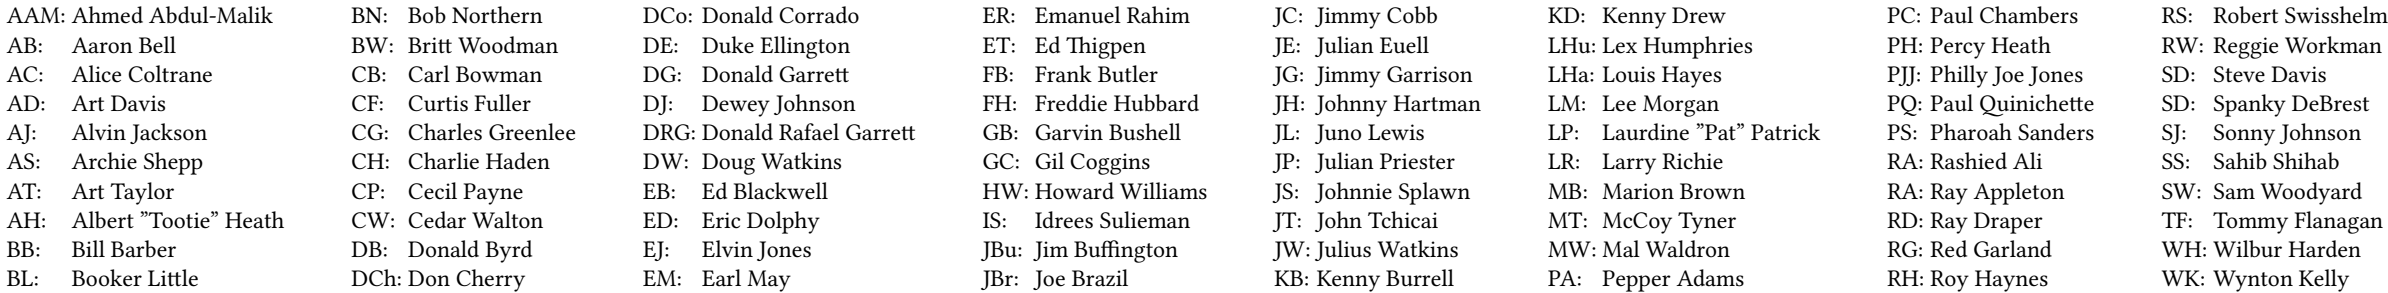 AAM: Ahmed Abdul-Malik
AB: Aaron Bell
AC: Alice Coltrane
AD: Art Davis
AJ: Alvin Jackson
AS: Archie Shepp
AT: Art Taylor
AH: Albert ”Tootie” Heath
BB: Bill Barber
BL: Booker Little
BN: Bob Northern
BW: Britt Woodman
CB: Carl Bowman
CF: Curtis Fuller
CG: Charles Greenlee
CH: Charlie Haden
CP: Cecil Payne
CW: Cedar Walton
DB: Donald Byrd
DCh: Don Cherry
DCo: Donald Corrado
DE: Duke Ellington
DG: Donald Garrett
DJ: Dewey Johnson
DRG: Donald Rafael Garrett
DW: Doug Watkins
EB: Ed Blackwell
ED: Eric Dolphy
EJ: Elvin Jones
EM: Earl May
ER: Emanuel Rahim
ET: Ed Thigpen
FB: Frank Butler
FH: Freddie Hubbard
GB: Garvin Bushell
GC: Gil Coggins
HW: Howard Williams
IS: Idrees Sulieman
JBu: Jim Buffington
JBr: Joe Brazil
JC: Jimmy Cobb
JE: Julian Euell
JG: Jimmy Garrison
JH: Johnny Hartman
JL: Juno Lewis
JP: Julian Priester
JS: Johnnie Splawn
JT: John Tchicai
JW: Julius Watkins
KB: Kenny Burrell
KD: Kenny Drew
LHu: Lex Humphries
LHa: Louis Hayes
LM: Lee Morgan
LP: Laurdine ”Pat” Patrick
LR: Larry Richie
MB: Marion Brown
MT: McCoy Tyner
MW: Mal Waldron
PA: Pepper Adams
PC: Paul Chambers
PH: Percy Heath
PJJ: Philly Joe Jones
PQ: Paul Quinichette
PS: Pharoah Sanders
RA: Rashied Ali
RA: Ray Appleton
RD: Ray Draper
RG: Red Garland
RH: Roy Haynes
RS: Robert Swisshelm
RW: Reggie Workman
SD: Steve Davis
SD: Spanky DeBrest
SJ: Sonny Johnson
SS: Sahib Shihab
SW: Sam Woodyard
TF: Tommy Flanagan
WH: Wilbur Harden
WK: Wynton Kelly